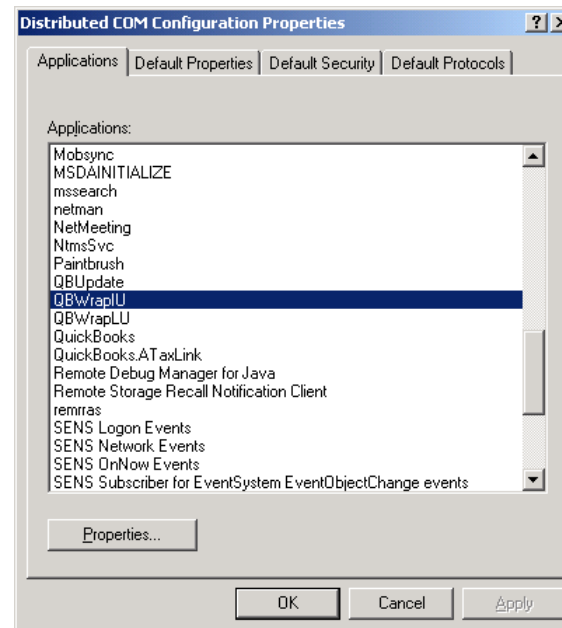 Distributed COM Configuration Properties
Applications Default Properties Default Security Default Protocols
Applications:
Mobsync
MSDAINITIALIZE
mssearch
netman
NetMeeting
NtmsSvc
Paintbrush
QBUpdate
QBWrapIU
QBWrapLU
QuickBooks
QuickBooks.ATaxLink
Remote Debug Manager for Java
Remote Storage Recall Notification Client
remrras
SENS Logon Events
SENS Network Events
SENS OnNow Events
SENS Subscriber for EventSystem EventObjectChange events
Properties...
OK Cancel Apply